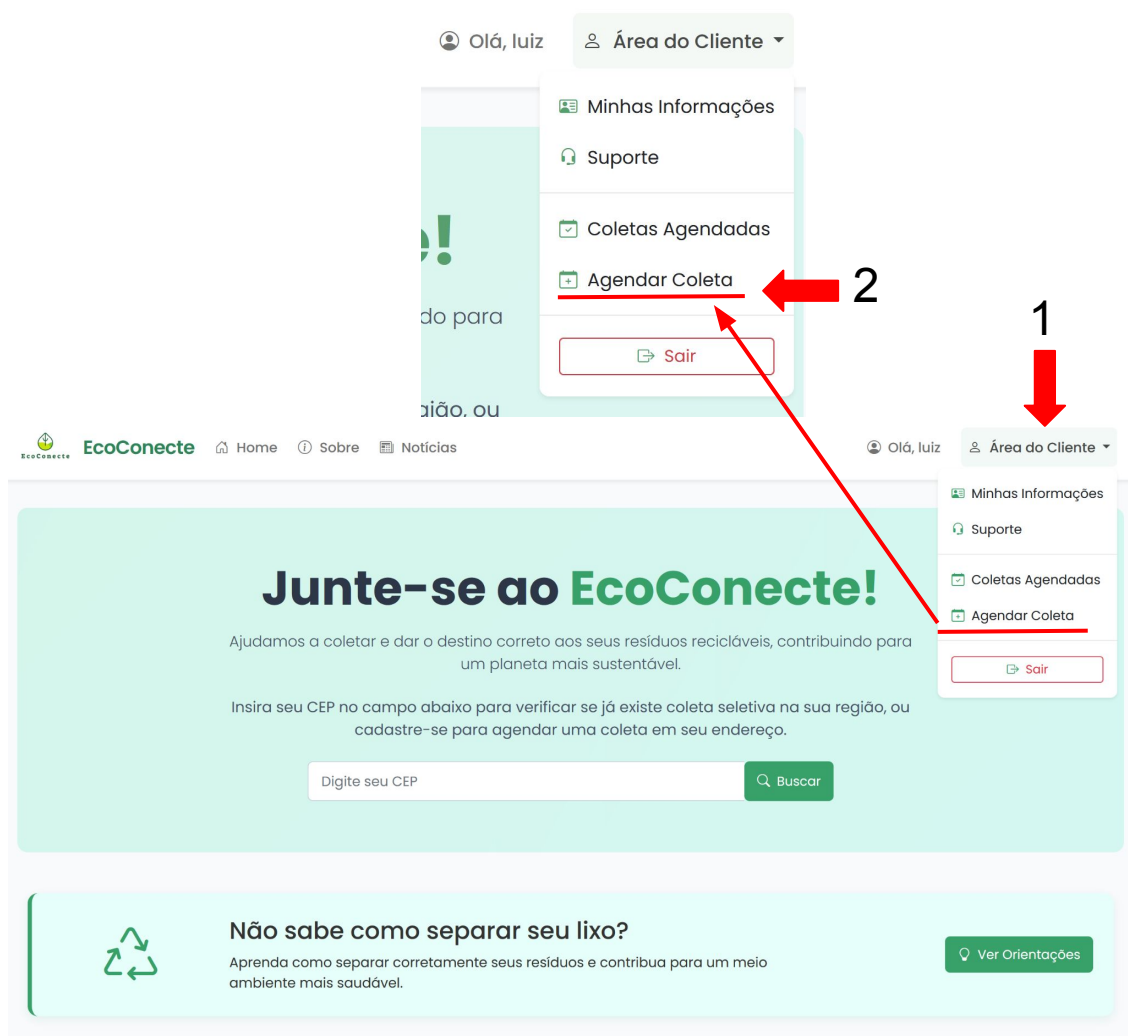 Olá, luiz
Área do Cliente
Minhas Informações
Suporte
Coletas Agendadas
Agendar Coleta
Sair
e!
do para
gião, ou
2
1
EcoConecte
EcoConecte
Home
Sobre
Notícias
Olá, luiz
Área do Cliente
Minhas Informações
Suporte
Coletas Agendadas
Agendar Coleta
Sair
Junte-se ao EcoConecte!
Ajudamos a coletar e dar o destino correto aos seus resíduos recicláveis, contribuindo para
um planeta mais sustentável.
Insira seu CEP no campo abaixo para verificar se já existe coleta seletiva na sua região, ou
cadastre-se para agendar uma coleta em seu endereço.
Digite seu CEP
Buscar
Não sabe como separar seu lixo?
Aprenda como separar corretamente seus resíduos e contribua para um meio
ambiente mais saudável.
Ver Orientações